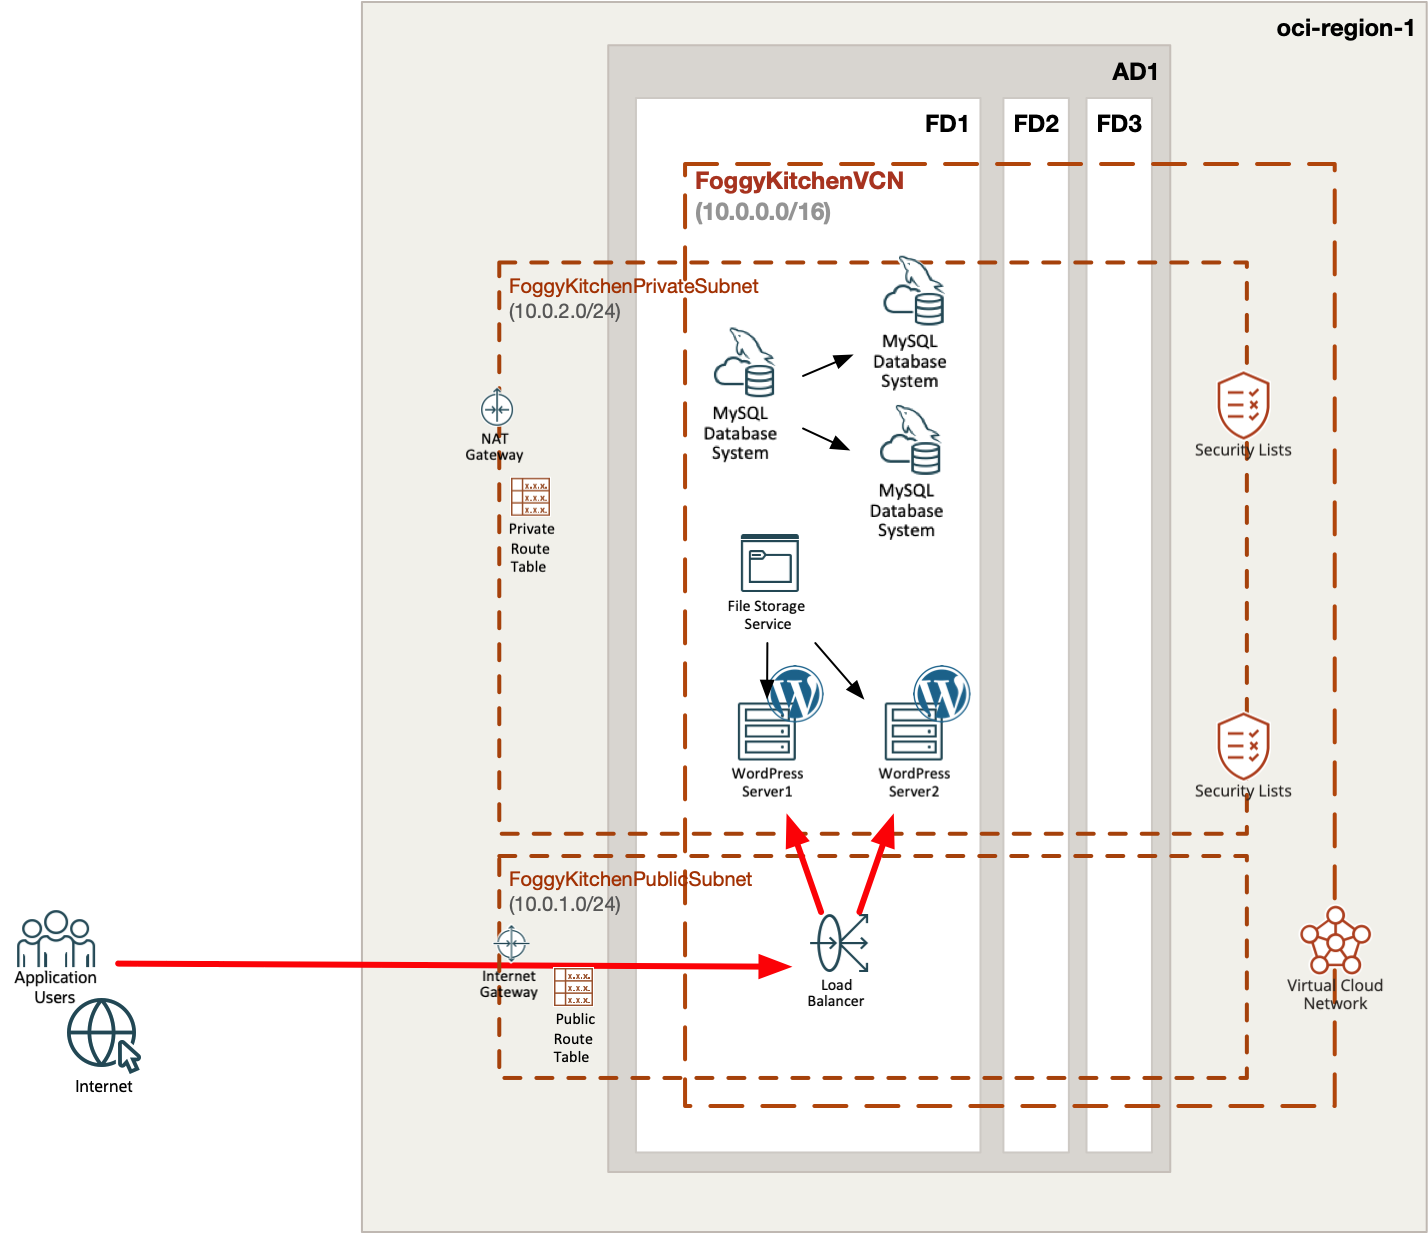 oci-region-1
AD1
FD1
FD2
FD3
FoggyKitchenVCN
(10.0.0.0/16)
FoggyKitchenPrivateSubnet
(10.0.2.0/24)
MySQL
Database
System
MySQL
Database
System
MySQL
Database
System
NAT
Gateway
x.x.x.
x.x.x.
x.x.x.
Private
Route
Table
Security Lists
File Storage
Service
WordPress
Server1
WordPress
Server2
Security Lists
FoggyKitchenPublicSubnet
(10.0.1.0/24)
Internet
Gateway
x.x.x.
x.x.x.
x.x.x.
Public
Route
Table
Load
Balancer
Virtual Cloud
Network
Application
Users
Internet